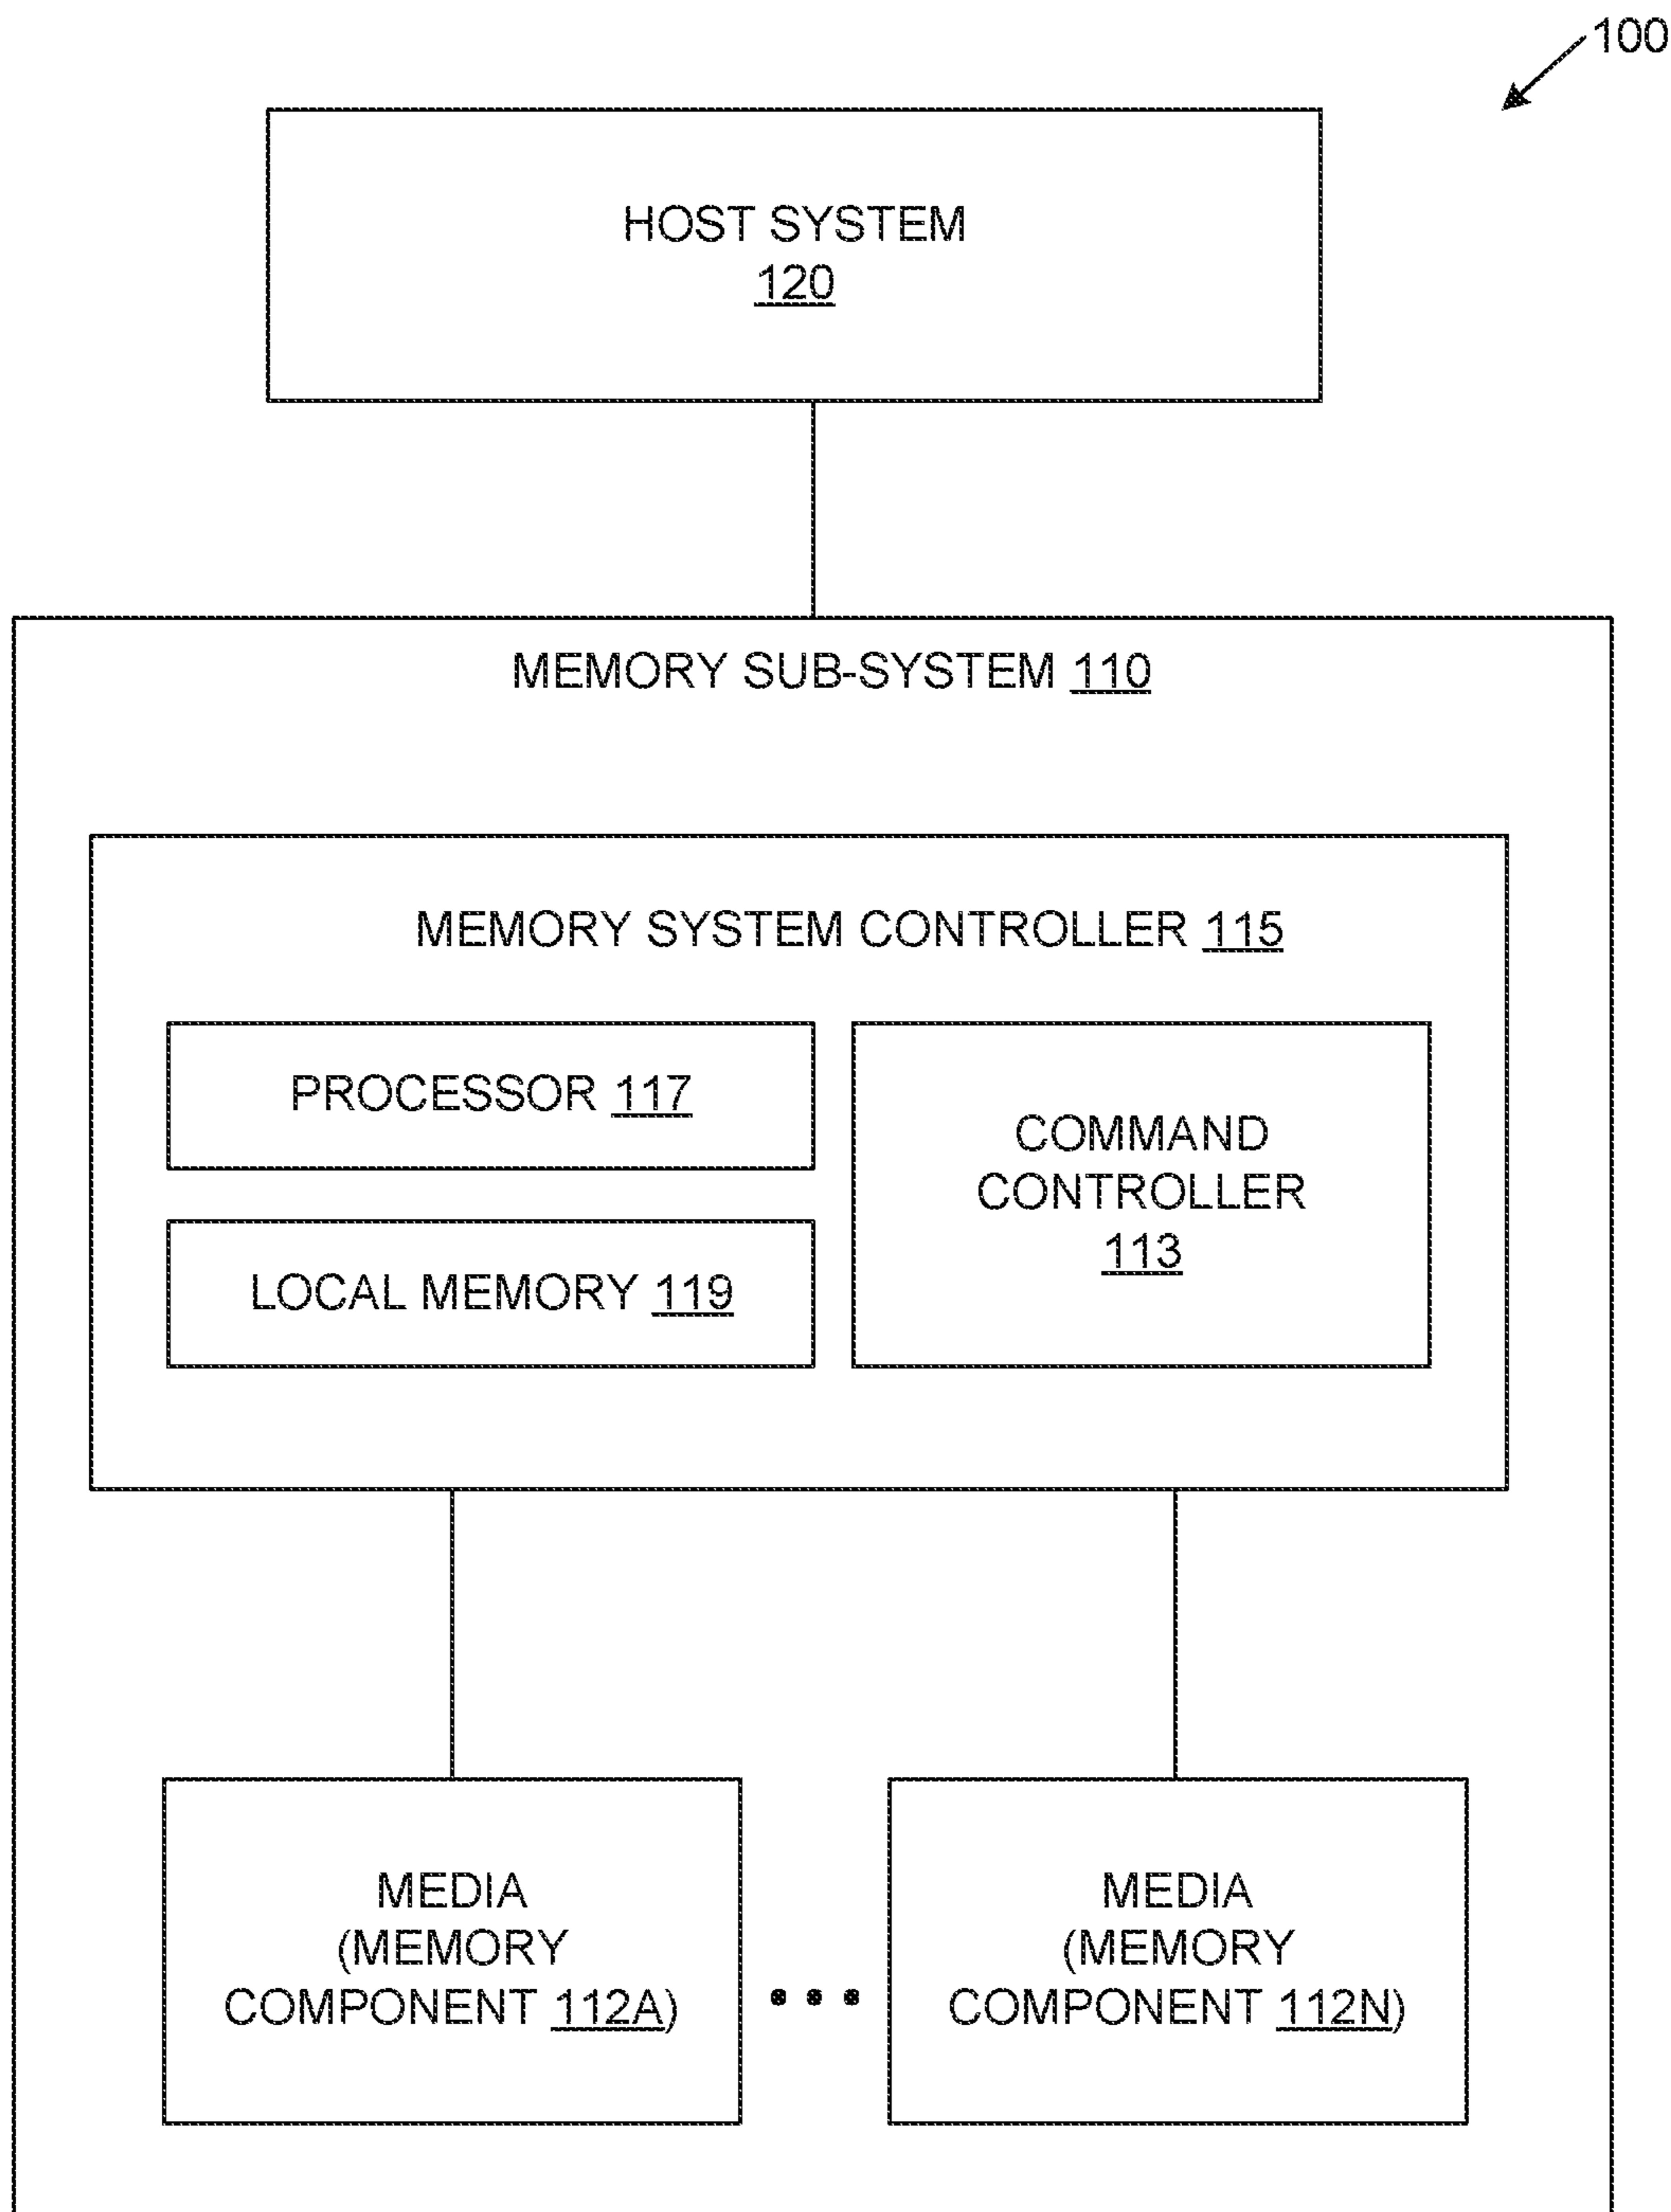 100
HOST SYSTEM
120
MEMORY SUB-SYSTEM 110
MEMORY SYSTEM CONTROLLER 115
PROCESSOR 117
LOCAL MEMORY 119
COMMAND
CONTROLLER
113
MEDIA
(MEMORY
COMPONENT 112A)
MEDIA
(MEMORY
COMPONENT 112N)